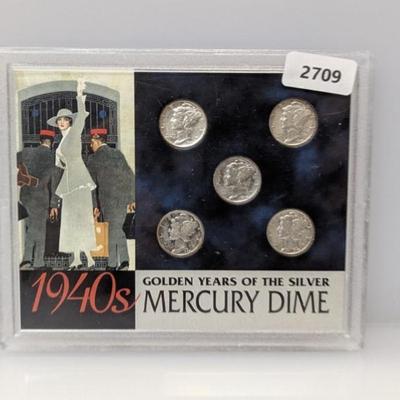 2709
GOLDEN YEARS OF THE SILVER
1940s MERCURY DIME